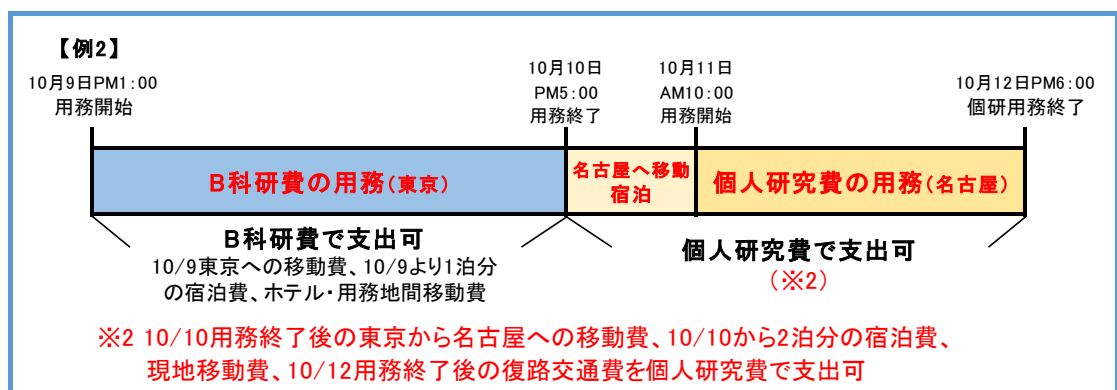 【例2】
10月9日PM1:00
用務開始
10月10日
PM5:00
用務終了
10月11日
AM10:00
用務開始
10月12日PM6:00
個研用務終了
B科研費の用務(東京)
名古屋へ移動
宿泊
個人研究費の用務(名古屋)
B科研費で支出可
10/9東京への移動費、10/9より1泊分
の宿泊費、ホテル・用務地間移動費
個人研究費で支出可
(※2)
※2 10/10用務終了後の東京から名古屋への移動費、10/10から2泊分の宿泊費、
現地移動費、10/12用務終了後の復路交通費を個人研究費で支出可